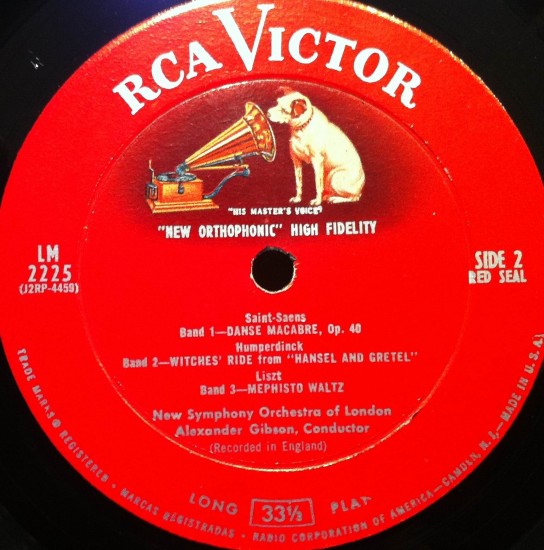 RCA VICTOR
"HIS MASTER'S VOICE"
"NEW ORTHOPHONIC" HIGH FIDELITY
LM
2225
(J2RP-4459)
SIDE 2
RED SEAL
Saint-Saens
Band 1—DANSE MACABRE, Op. 40
Humperdinck
Band 2—WITCHES' RIDE from "HANSEL AND GRETEL"
Liszt
Band 3—MEPHISTO WALTZ
New Symphony Orchestra of London
Alexander Gibson, Conductor
(Recorded in England)
LONG 33⅓ PLAY
TRADE MARKS ® REGISTERED • MARCAS REGISTRADAS • RADIO CORPORATION OF AMERICA—CAMDEN, N.J.—MADE IN U.S.A.